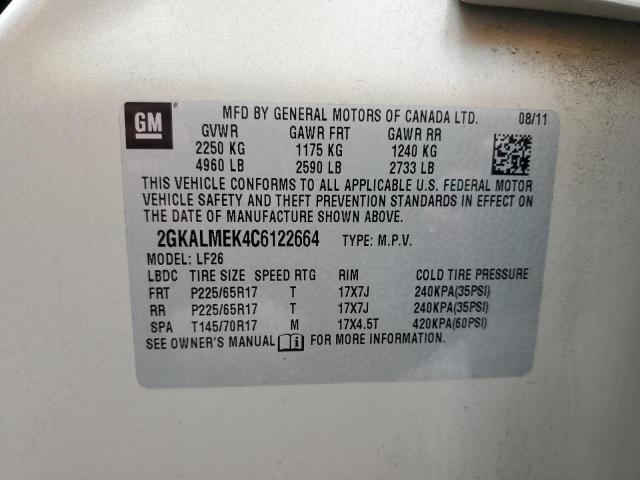 GM
MFD BY GENERAL MOTORS OF CANADA LTD. 08/11
GVWR GAWR FRT GAWR RR
2250 KG 1175 KG 1240 KG
4960 LB 2590 LB 2733 LB
THIS VEHICLE CONFORMS TO ALL APPLICABLE U.S. FEDERAL MOTOR
VEHICLE SAFETY AND THEFT PREVENTION STANDARDS IN EFFECT ON
THE DATE OF MANUFACTURE SHOWN ABOVE.
2GKALMEK4C6122664 TYPE: M.P.V.
MODEL: LF26
LBDC TIRE SIZE SPEED RTG RIM COLD TIRE PRESSURE
FRT P225/65R17 T 17X7J 240KPA(35PSI)
RR P225/65R17 T 17X7J 240KPA(35PSI)
SPA T145/70R17 M 17X4.5T 420KPA(60PSI)
SEE OWNER'S MANUAL FOR MORE INFORMATION.